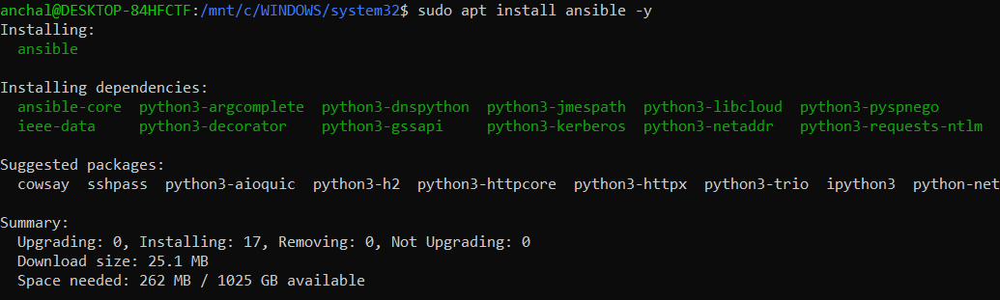 anchal@DESKTOP-84HFCTF:/mnt/c/WINDOWS/system32$ sudo apt install ansible -y
Installing:
ansible
Installing dependencies:
ansible-core python3-argcomplete python3-dnspython python3-jmespath python3-libcloud python3-pyspnego
ieee-data python3-decorator python3-gssapi python3-kerberos python3-netaddr python3-requests-ntlm
Suggested packages:
cowsay sshpass python3-aioquic python3-h2 python3-httpcore python3-httpx python3-trio ipython3 python-net
Summary:
Upgrading: 0, Installing: 17, Removing: 0, Not Upgrading: 0
Download size: 25.1 MB
Space needed: 262 MB / 1025 GB available